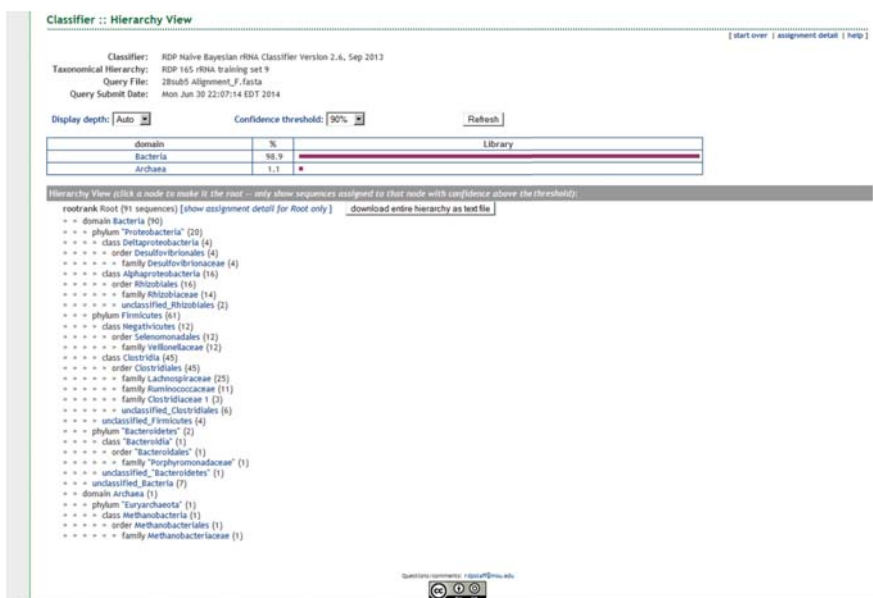 Classifier :: Hierarchy View
[ start over | assignment detail | help ]
Classifier: RDP Naive Bayesian rRNA Classifier Version 2.6, Sep 2013
Taxonomical Hierarchy: RDP 16S rRNA training set 9
Query File: 28sub5 Alignment_F.fasta
Query Submit Date: Mon Jun 30 22:07:14 EDT 2014
Display depth: Auto Confidence threshold: 90% Refresh
domain % Library
Bacteria 98.9
Archaea 1.1
Hierarchy View (click a node to make it the root -- only show sequences assigned to that node with confidence above the threshold):
rootrank Root (91 sequences) [show assignment detail for Root only ] download entire hierarchy as text file
» » domain Bacteria (90)
» » » phylum "Proteobacteria" (20)
» » » » class Deltaproteobacteria (4)
» » » » » order Desulfovibrionales (4)
» » » » » » family Desulfovibrionaceae (4)
» » » » class Alphaproteobacteria (16)
» » » » » order Rhizobiales (16)
» » » » » » family Rhizobiaceae (14)
» » » » » » unclassified_Rhizobiales (2)
» » » phylum Firmicutes (61)
» » » » class Negativicutes (12)
» » » » » order Selenomonadales (12)
» » » » » » family Veillonellaceae (12)
» » » » class Clostridia (45)
» » » » » order Clostridiales (45)
» » » » » » family Lachnospiraceae (25)
» » » » » » family Ruminococcaceae (11)
» » » » » » family Clostridiaceae 1 (3)
» » » » » » unclassified_Clostridiales (6)
» » » » unclassified_Firmicutes (4)
» » » phylum "Bacteroidetes" (2)
» » » » class "Bacteroidia" (1)
» » » » » order "Bacteroidales" (1)
» » » » » » family "Porphyromonadaceae" (1)
» » » » unclassified_"Bacteroidetes" (1)
» » » unclassified_Bacteria (7)
» » domain Archaea (1)
» » » phylum "Euryarchaeota" (1)
» » » » class Methanobacteria (1)
» » » » » order Methanobacteriales (1)
» » » » » » family Methanobacteriaceae (1)
Questions/comments: rdpstaff@msu.edu